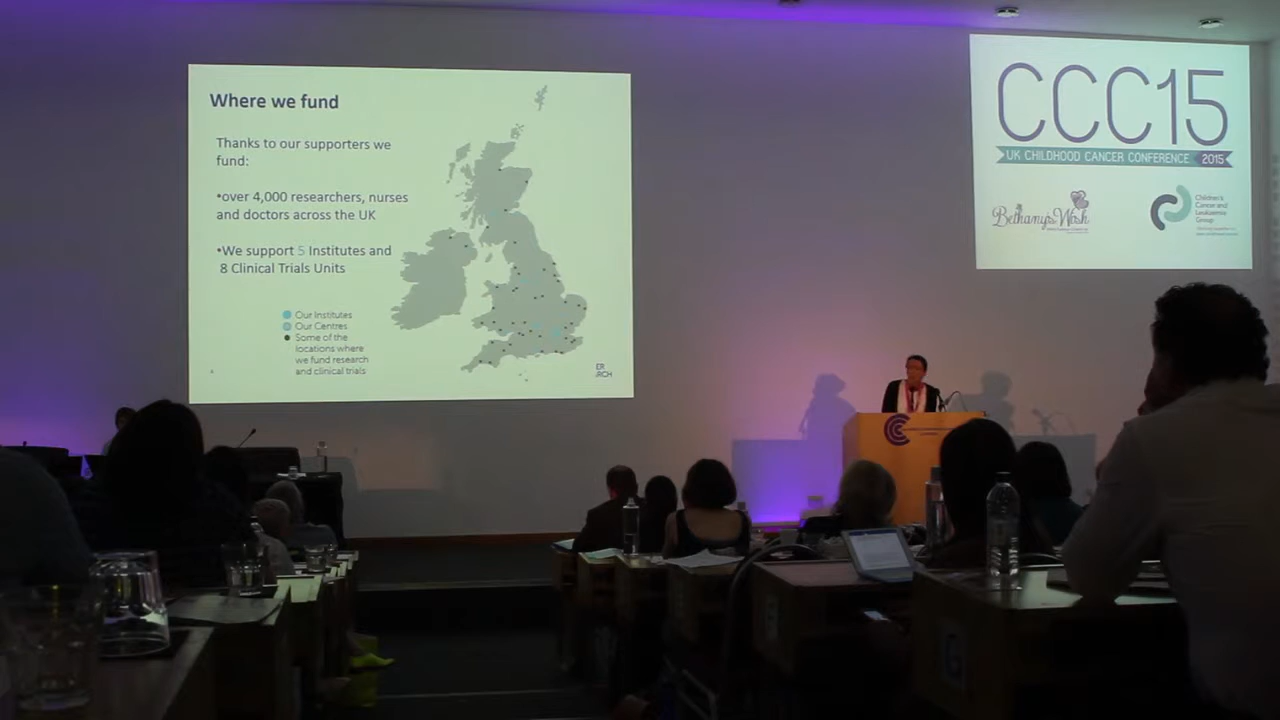 Where we fund
Thanks to our supporters we
fund:
•over 4,000 researchers, nurses
and doctors across the UK
•We support 5 Institutes and
8 Clinical Trials Units
Our Institutes
Our Centres
Some of the
locations where
we fund research
and clinical trials
ER
RCH
CCC15
UK CHILDHOOD CANCER CONFERENCE 2015
Bethany's Wish
Children's
Cancer and
Leukaemia
Group